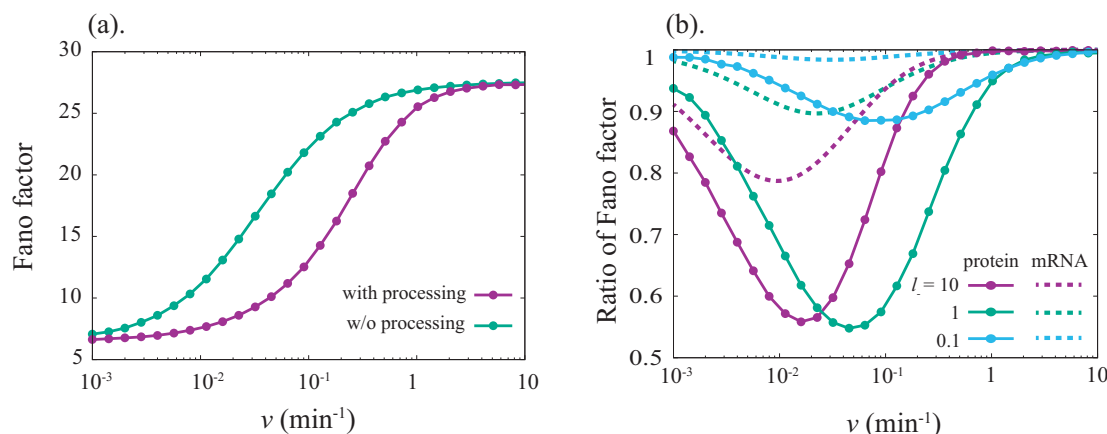 (a).
30
25
20
15
10
5
Fano factor
with processing
w/o processing
10-3
10-2
10-1
1
10
ν (min-1)
(b).
1
0.9
0.8
0.7
0.6
0.5
Ratio of Fano factor
protein mRNA
l_ = 10
1
0.1
10-3
10-2
10-1
1
10
ν (min-1)